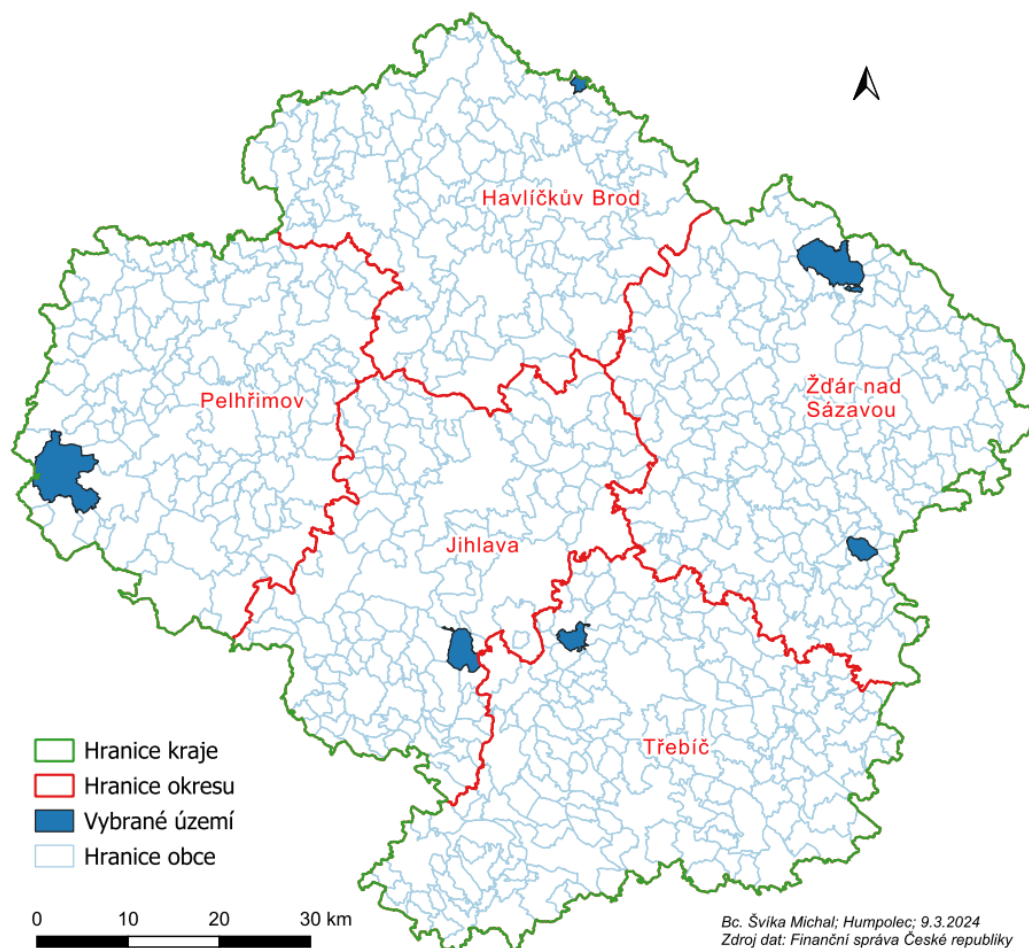 Havlíčkův Brod
Pelhřimov
Žďár nad
Sázavou
Jihlava
Třebíč
Hranice kraje
Hranice okresu
Vybrané území
Hranice obce
0 10 20 30 km
Bc. Švíka Michal; Humpolec; 9.3.2024
Zdroj dat: Finanční správa České republiky